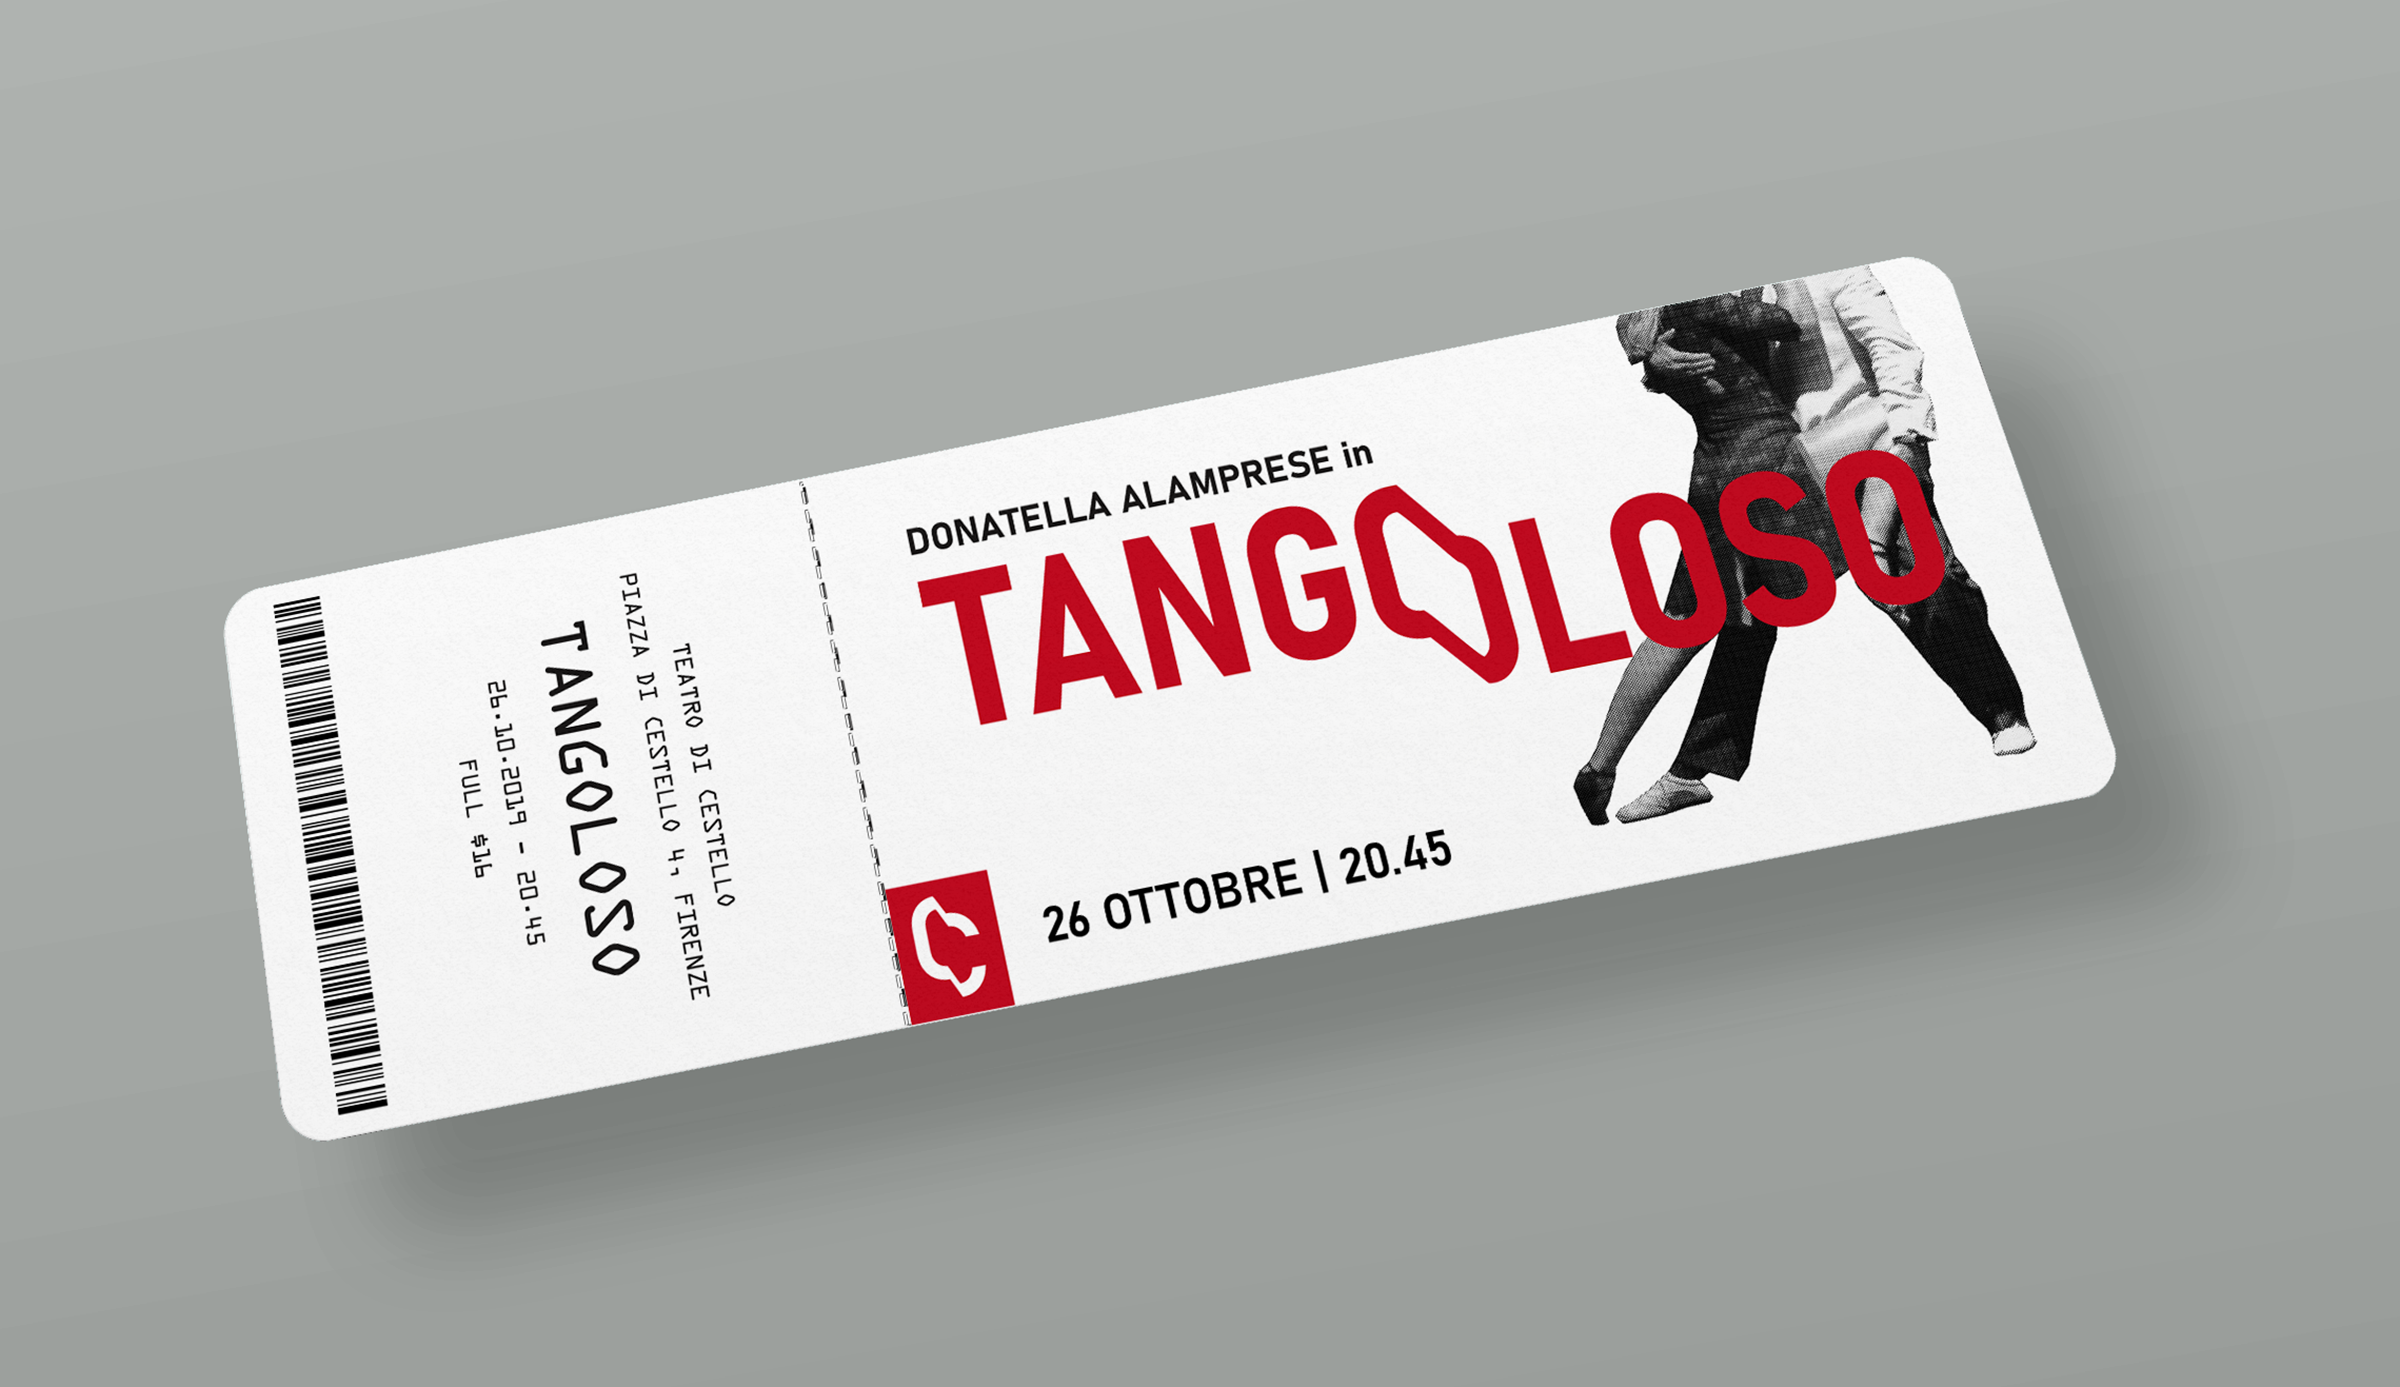 TEATRO DI CESTELLO
PIAZZA DI CESTELLO 4, FIRENZE
TANGOLOSO
26.10.2019 - 20.45
FULL $16
DONATELLA ALAMPRESE in
TANGOLOSO
C
26 OTTOBRE | 20.45